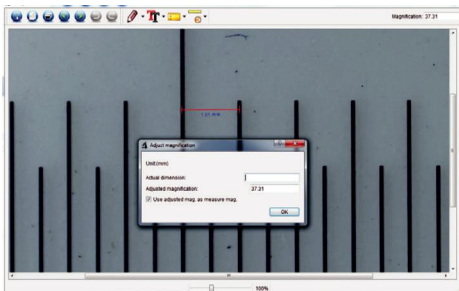 Magnification: 37.31
Adjust magnification
Unit(mm)
Actual dimension:
Adjusted magnification: 37.31
Use adjusted mag. as measure mag.
OK
100%